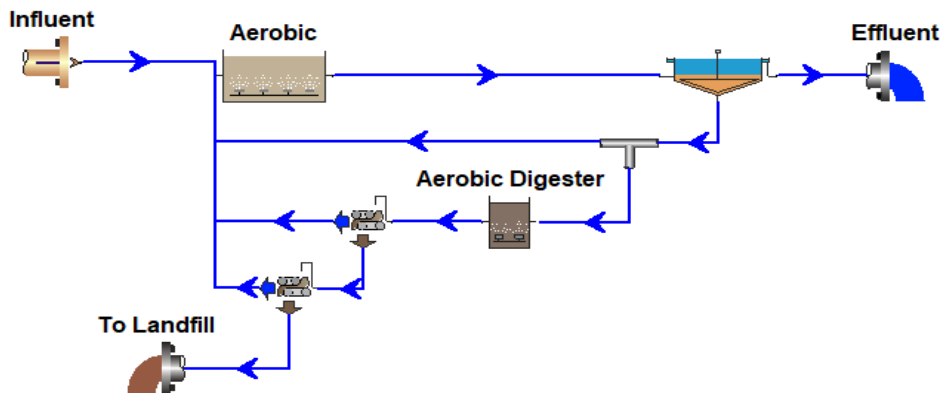 Influent
Aerobic
Effluent
Aerobic Digester
To Landfill